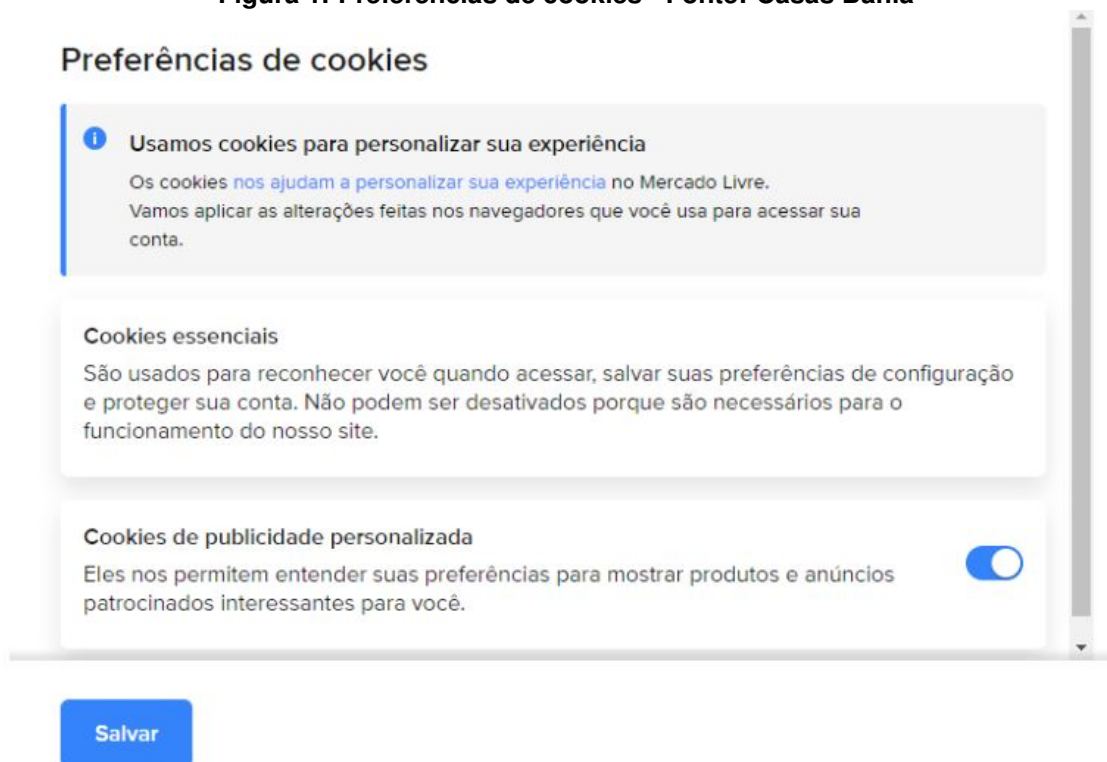 Preferências de cookies
Usamos cookies para personalizar sua experiência
Os cookies nos ajudam a personalizar sua experiência no Mercado Livre.
Vamos aplicar as alterações feitas nos navegadores que você usa para acessar sua
conta.
Cookies essenciais
São usados para reconhecer você quando acessar, salvar suas preferências de configuração
e proteger sua conta. Não podem ser desativados porque são necessários para o
funcionamento do nosso site.
Cookies de publicidade personalizada
Eles nos permitem entender suas preferências para mostrar produtos e anúncios
patrocinados interessantes para você.
Salvar